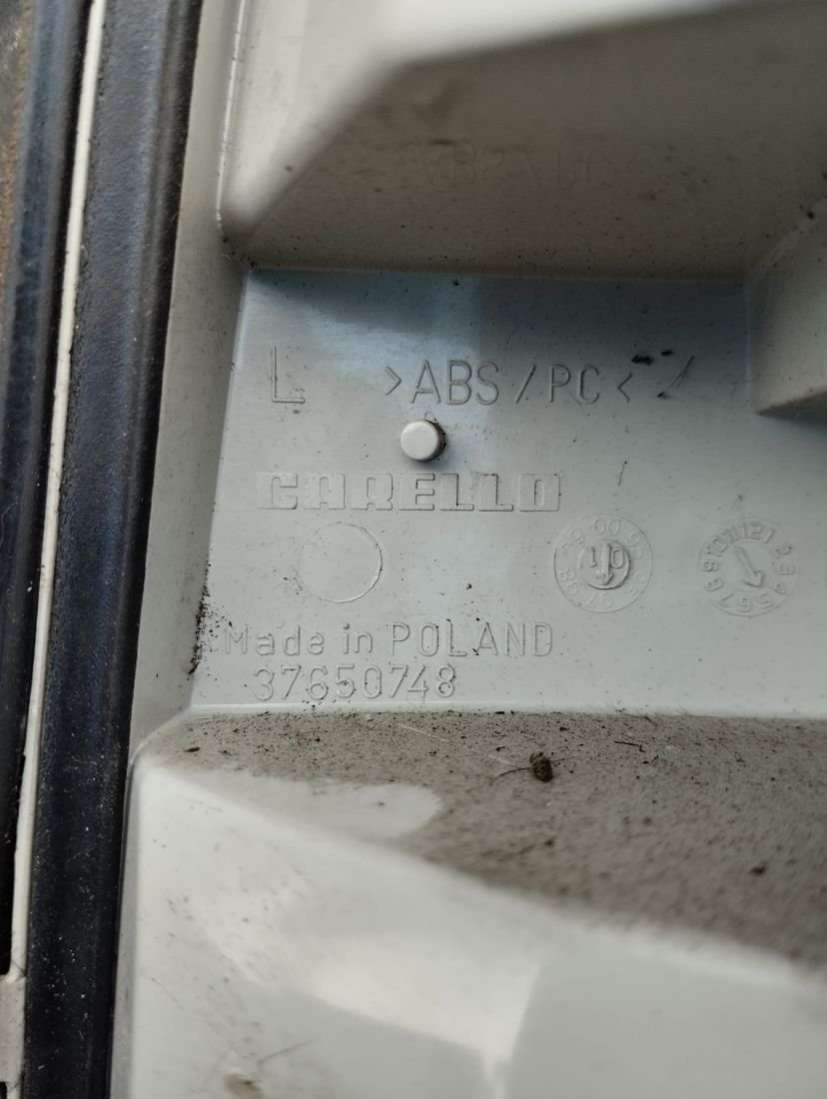 L >ABS/PC<
CARELLO
Made in POLAND
37650748